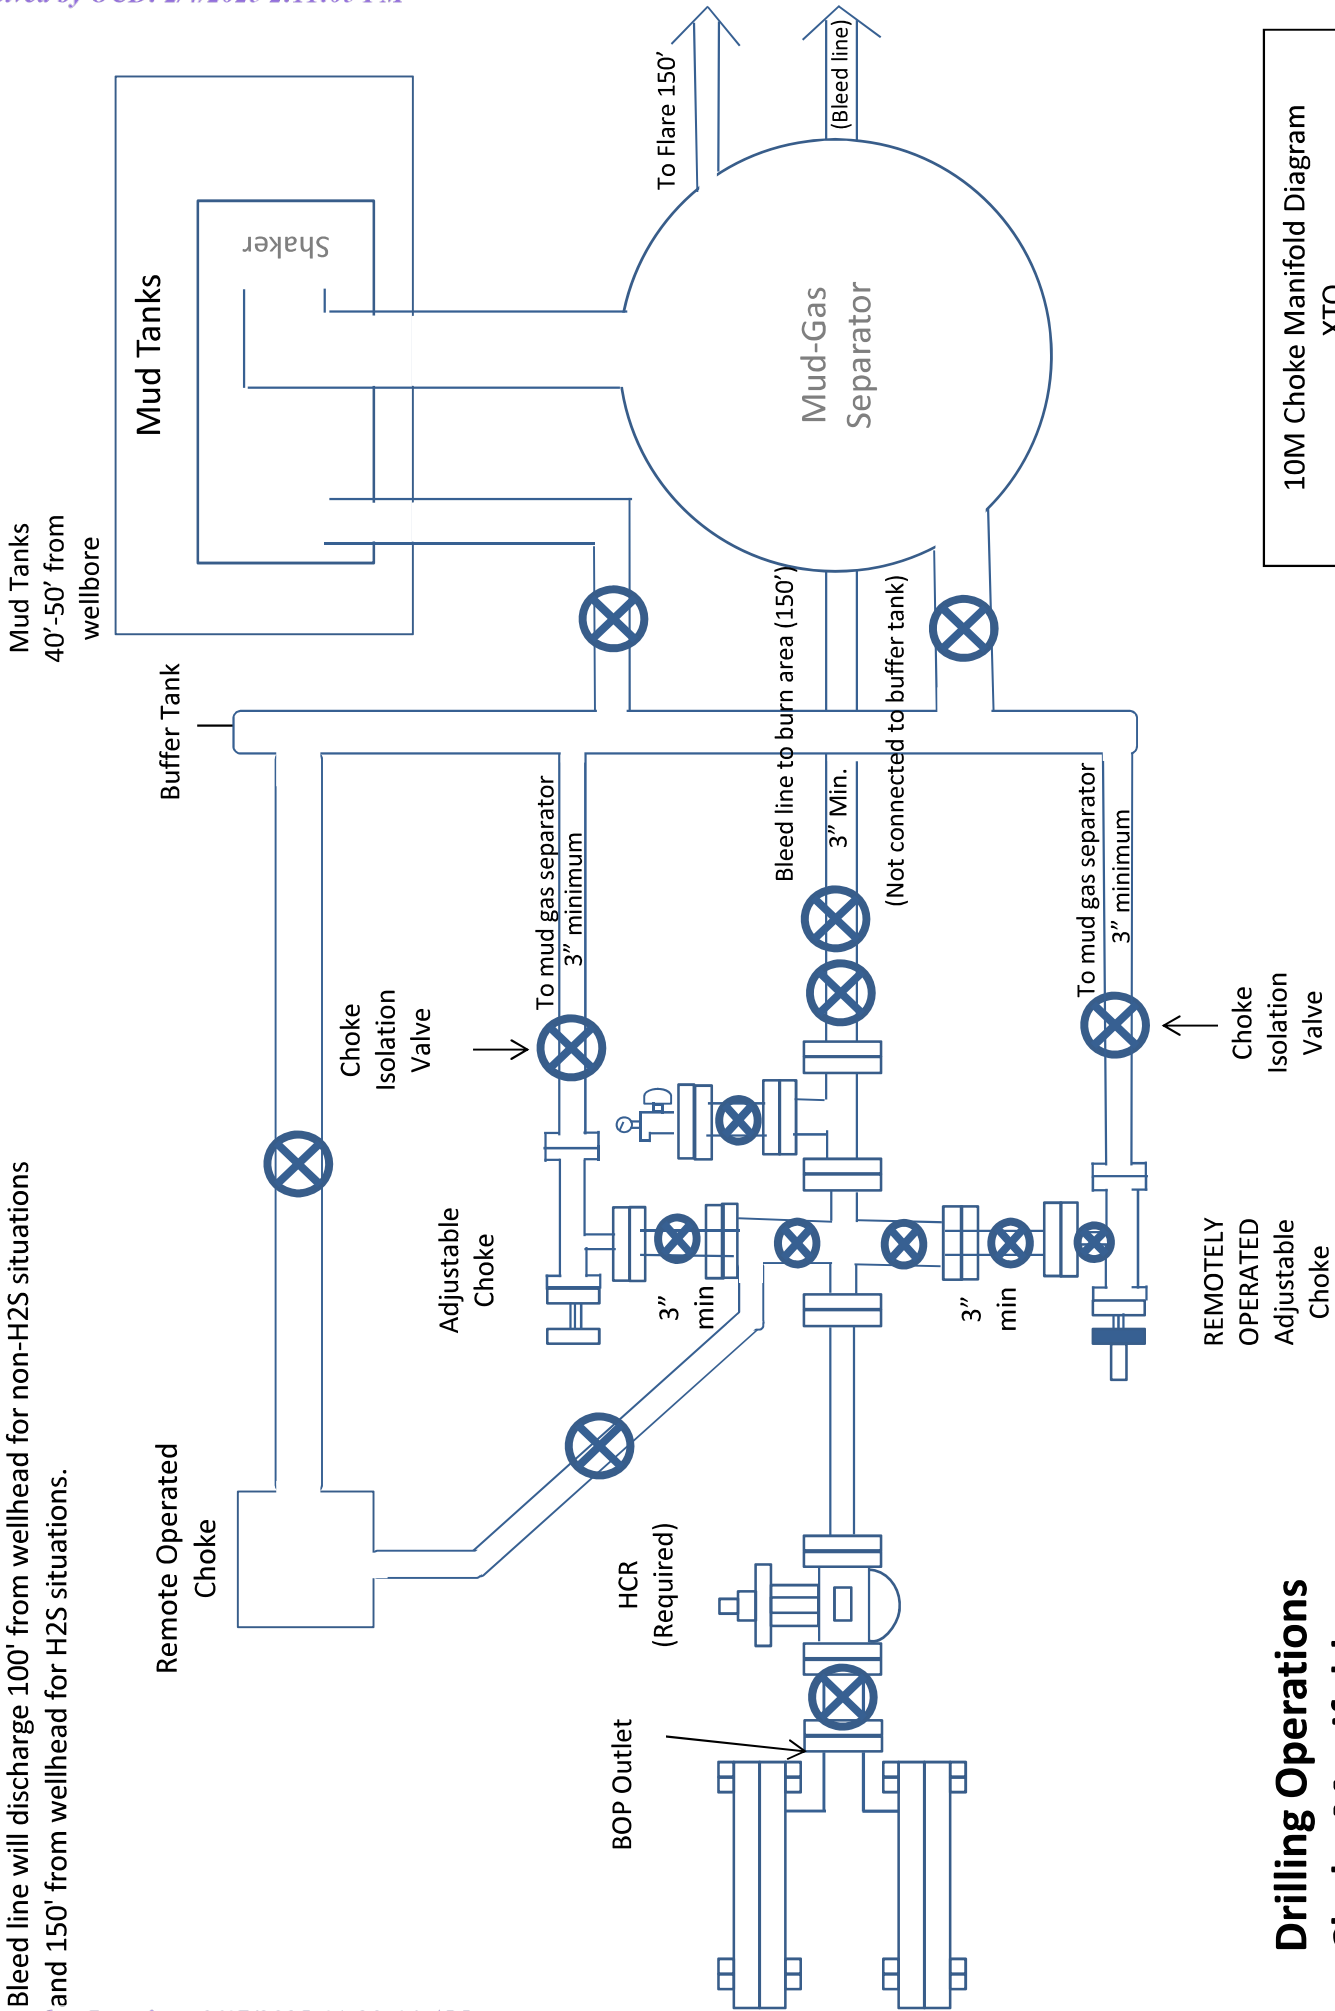 Bleed line will discharge 100' from wellhead for non-H2S situations
and 150' from wellhead for H2S situations.
Mud Tanks
40’-50’ from
wellbore
Mud Tanks
Shaker
Buffer Tank
Remote Operated
Choke
Choke
Isolation
Valve
Adjustable
Choke
To mud gas separator
3” minimum
To Flare 150’
(Bleed line)
Mud-Gas
Separator
HCR
(Required)
BOP Outlet
3”
min
Bleed line to burn area (150’)
3” Min.
(Not connected to buffer tank)
3”
min
To mud gas separator
3” minimum
REMOTELY
OPERATED
Adjustable
Choke
Choke
Isolation
Valve
Drilling Operations
10M Choke Manifold Diagram
XTO